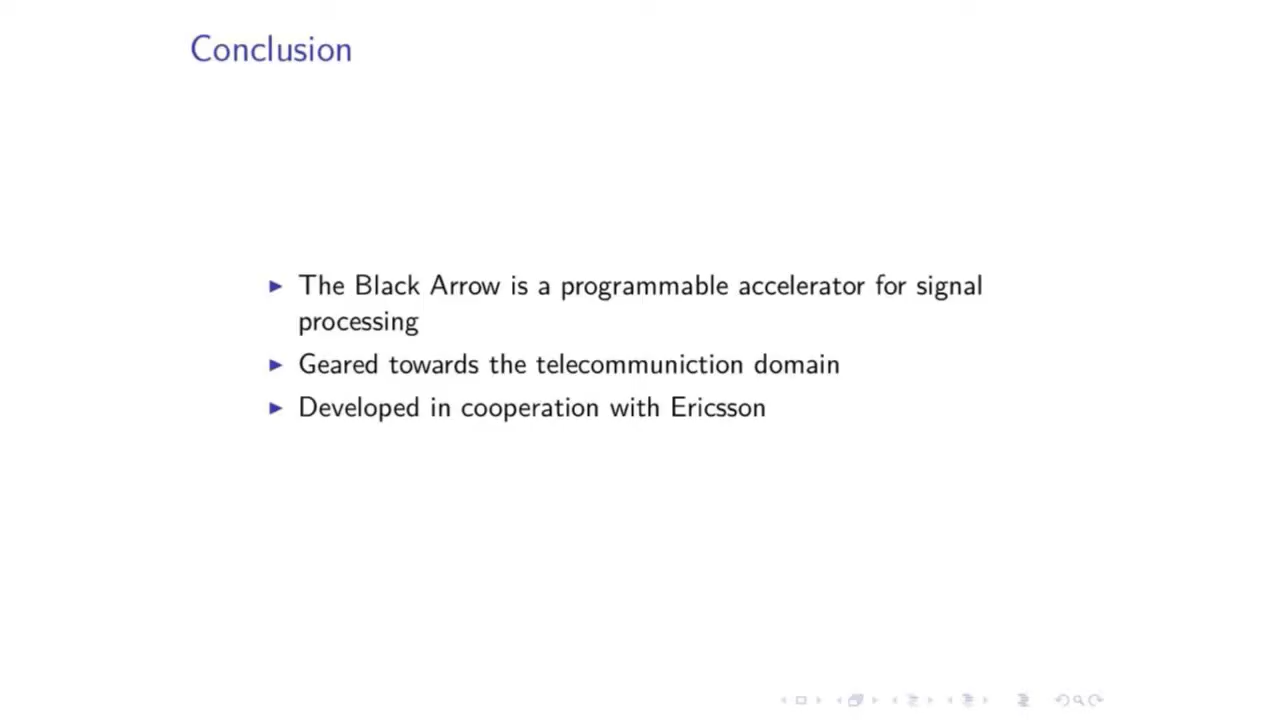 Conclusion
The Black Arrow is a programmable accelerator for signal
processing
Geared towards the telecommuniction domain
Developed in cooperation with Ericsson